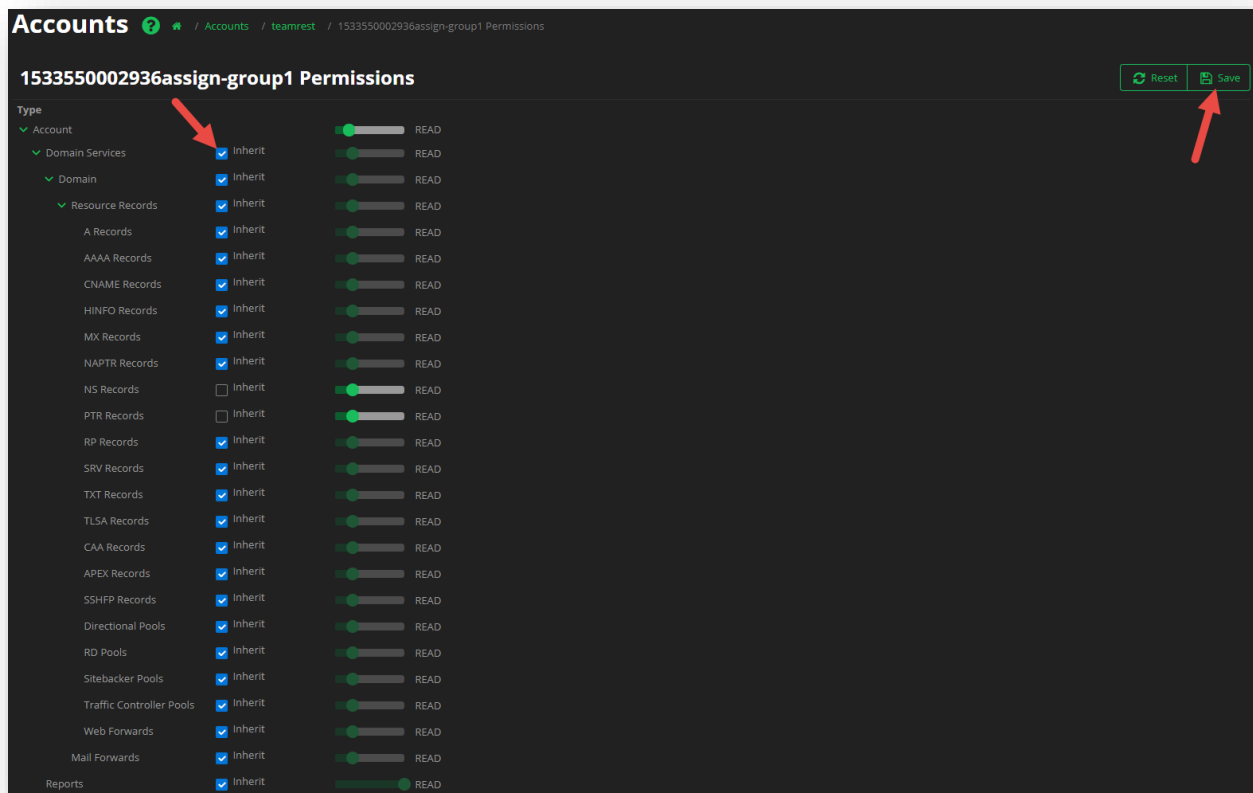 Accounts ? / Accounts / teamrest / 1533550002936assign-group1 Permissions
1533550002936assign-group1 Permissions Reset Save
Type
Account READ
Domain Services Inherit READ
Domain Inherit READ
Resource Records Inherit READ
A Records Inherit READ
AAAA Records Inherit READ
CNAME Records Inherit READ
HINFO Records Inherit READ
MX Records Inherit READ
NAPTR Records Inherit READ
NS Records Inherit READ
PTR Records Inherit READ
RP Records Inherit READ
SRV Records Inherit READ
TXT Records Inherit READ
TLSA Records Inherit READ
CAA Records Inherit READ
APEX Records Inherit READ
SSHFP Records Inherit READ
Directional Pools Inherit READ
RD Pools Inherit READ
Sitebacker Pools Inherit READ
Traffic Controller Pools Inherit READ
Web Forwards Inherit READ
Mail Forwards Inherit READ
Reports Inherit READ